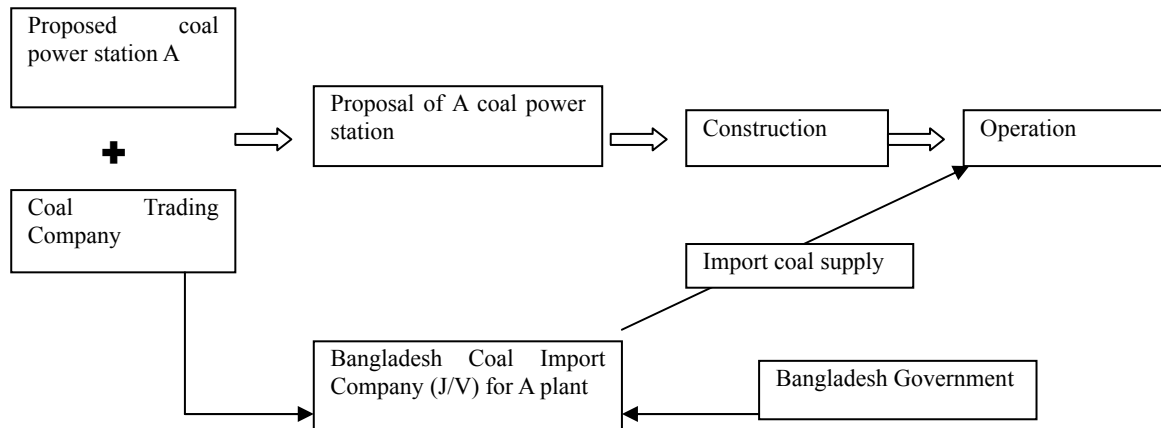 Proposed coal
power station A
✚
Coal Trading
Company
Proposal of A coal power
station
Construction
Operation
Import coal supply
Bangladesh Coal Import
Company (J/V) for A plant
Bangladesh Government